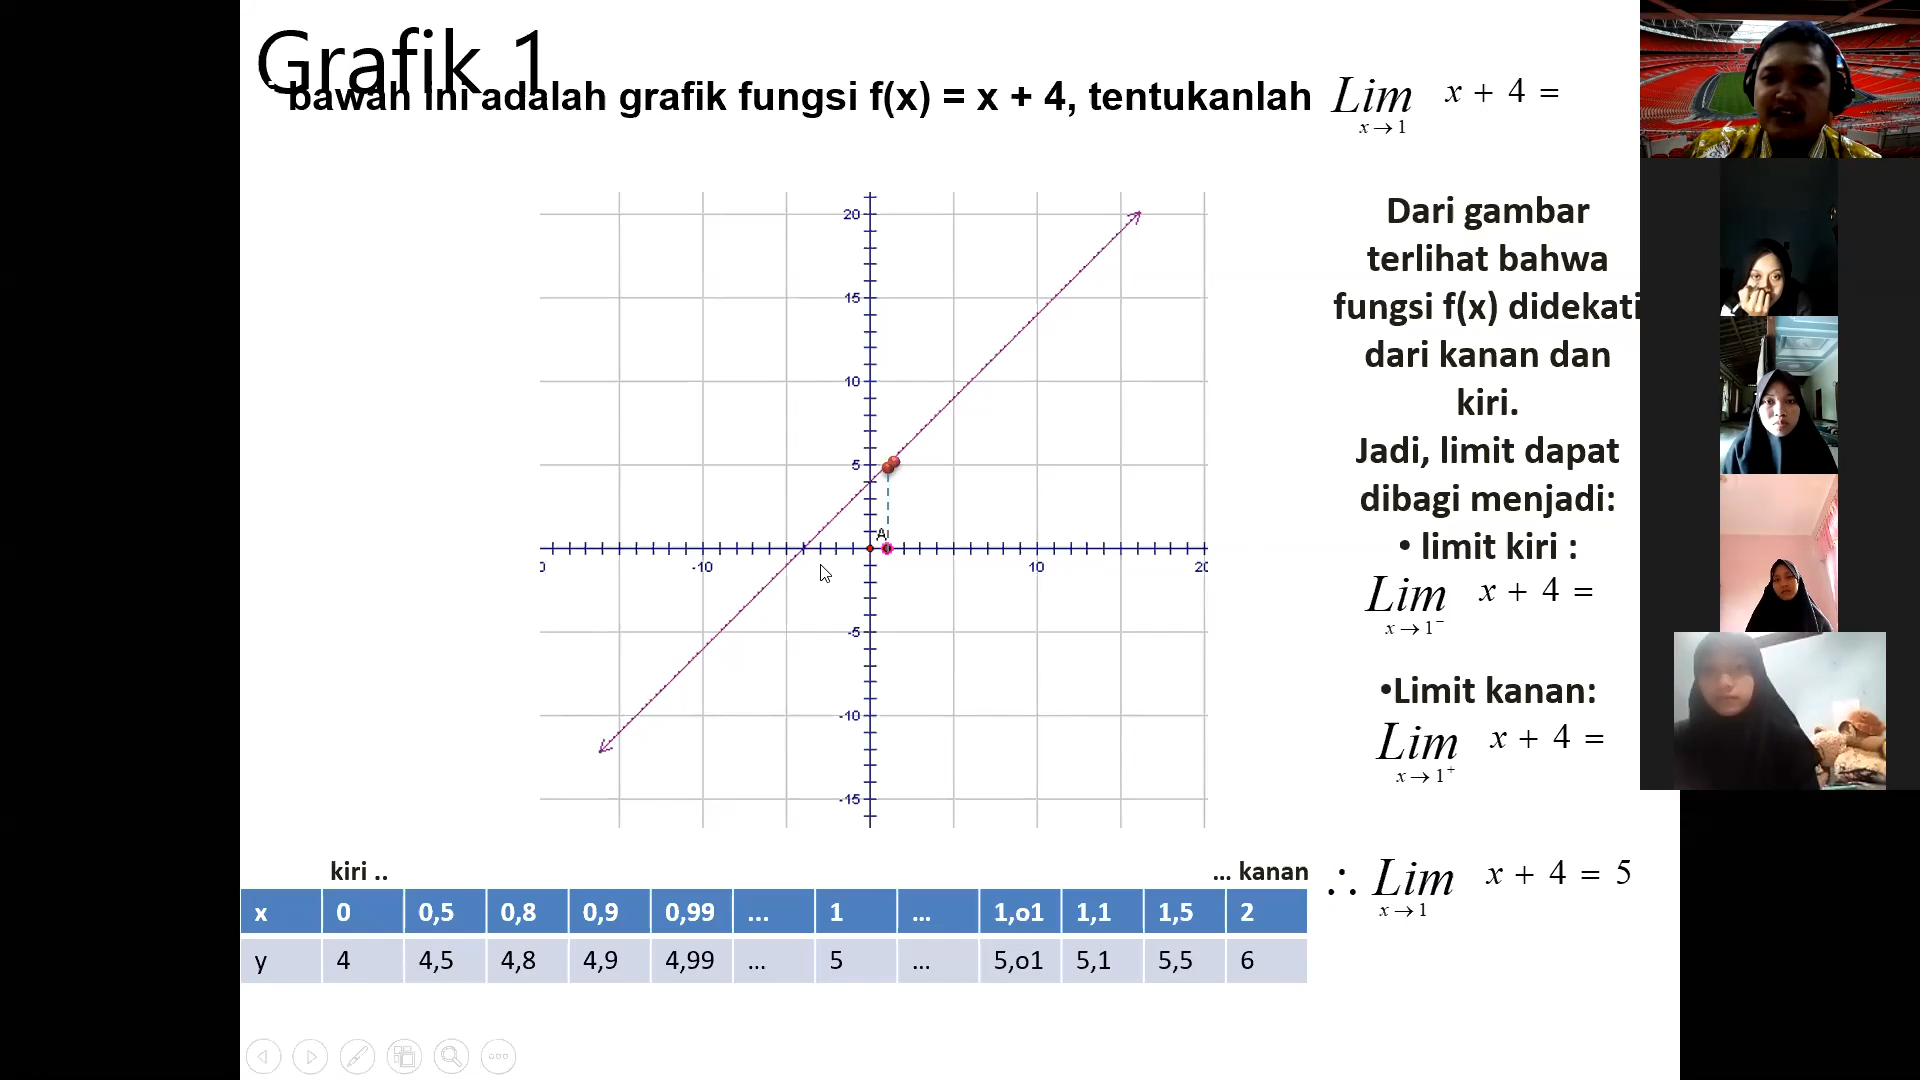 Grafik 1
bawah ini adalah grafik fungsi f(x) = x + 4, tentukanlah Lim x + 4 =
x → 1
20
15
10
5
A
0 -10 10 20
-5
-10
-15
Dari gambar
terlihat bahwa
fungsi f(x) didekati
dari kanan dan
kiri.
Jadi, limit dapat
dibagi menjadi:
• limit kiri :
Lim x + 4 =
x → 1⁻
•Limit kanan:
Lim x + 4 =
x → 1⁺
kiri .. ... kanan
x 0 0,5 0,8 0,9 0,99 ... 1 ... 1,o1 1,1 1,5 2
y 4 4,5 4,8 4,9 4,99 ... 5 ... 5,o1 5,1 5,5 6
∴ Lim x + 4 = 5
x → 1